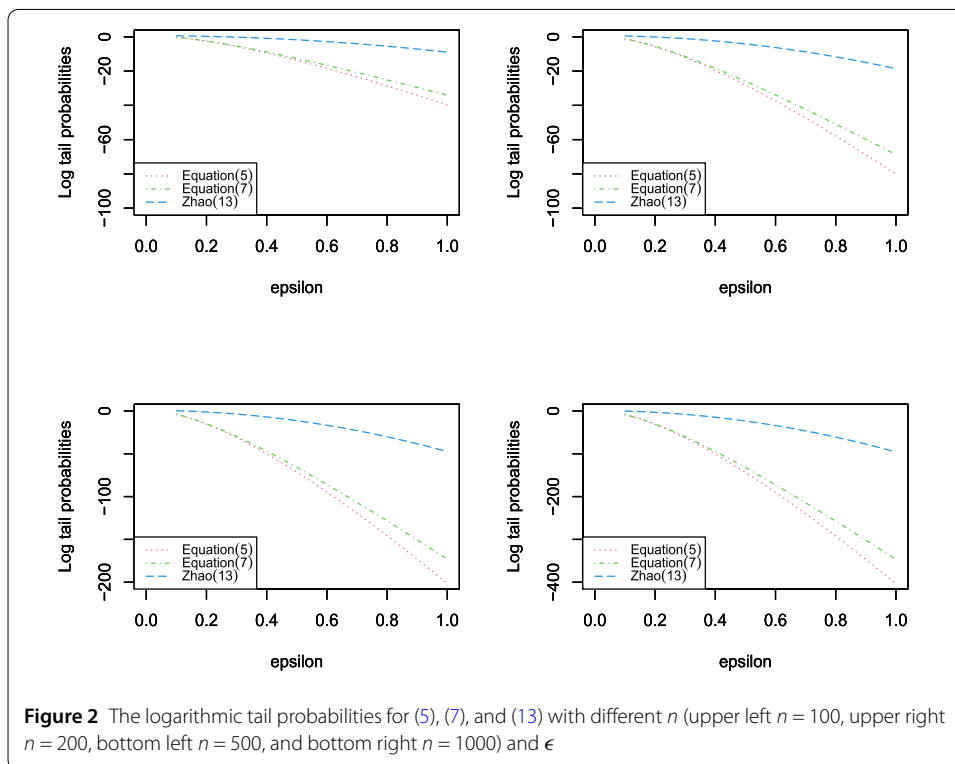 Log tail probabilities
0
−20
−60
−100
Equation(5)
Equation(7)
Zhao(13)
0.0 0.2 0.4 0.6 0.8 1.0
epsilon
Log tail probabilities
0
−20
−60
−100
Equation(5)
Equation(7)
Zhao(13)
0.0 0.2 0.4 0.6 0.8 1.0
epsilon
Log tail probabilities
0
−100
−200
Equation(5)
Equation(7)
Zhao(13)
0.0 0.2 0.4 0.6 0.8 1.0
epsilon
Log tail probabilities
0
−200
−400
Equation(5)
Equation(7)
Zhao(13)
0.0 0.2 0.4 0.6 0.8 1.0
epsilon
Figure 2 The logarithmic tail probabilities for (5), (7), and (13) with different n (upper left n = 100, upper right
n = 200, bottom left n = 500, and bottom right n = 1000) and ϵ